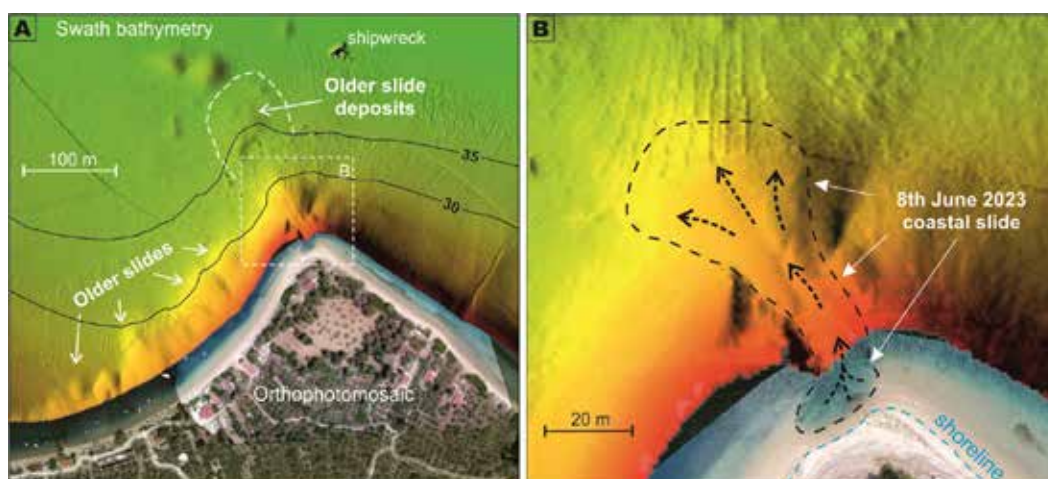 A
Swath bathymetry
shipwreck
Older slide
deposits
100 m
35
B
30
Older slides
Orthophotomosaic
B
8th June 2023
coastal slide
20 m
shoreline